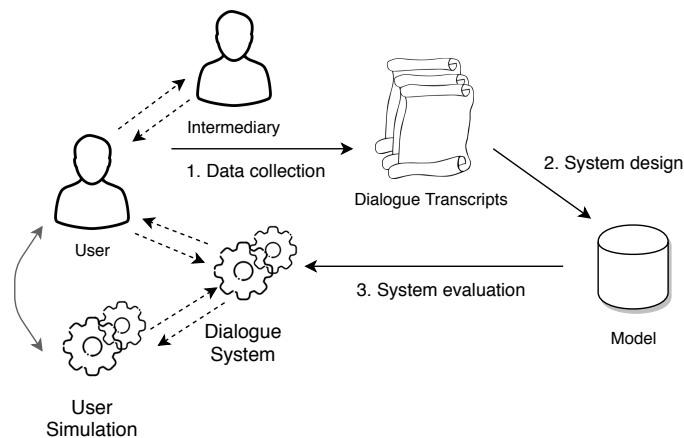 Intermediary
1. Data collection
Dialogue Transcripts
2. System design
User
3. System evaluation
Model
Dialogue
System
User
Simulation